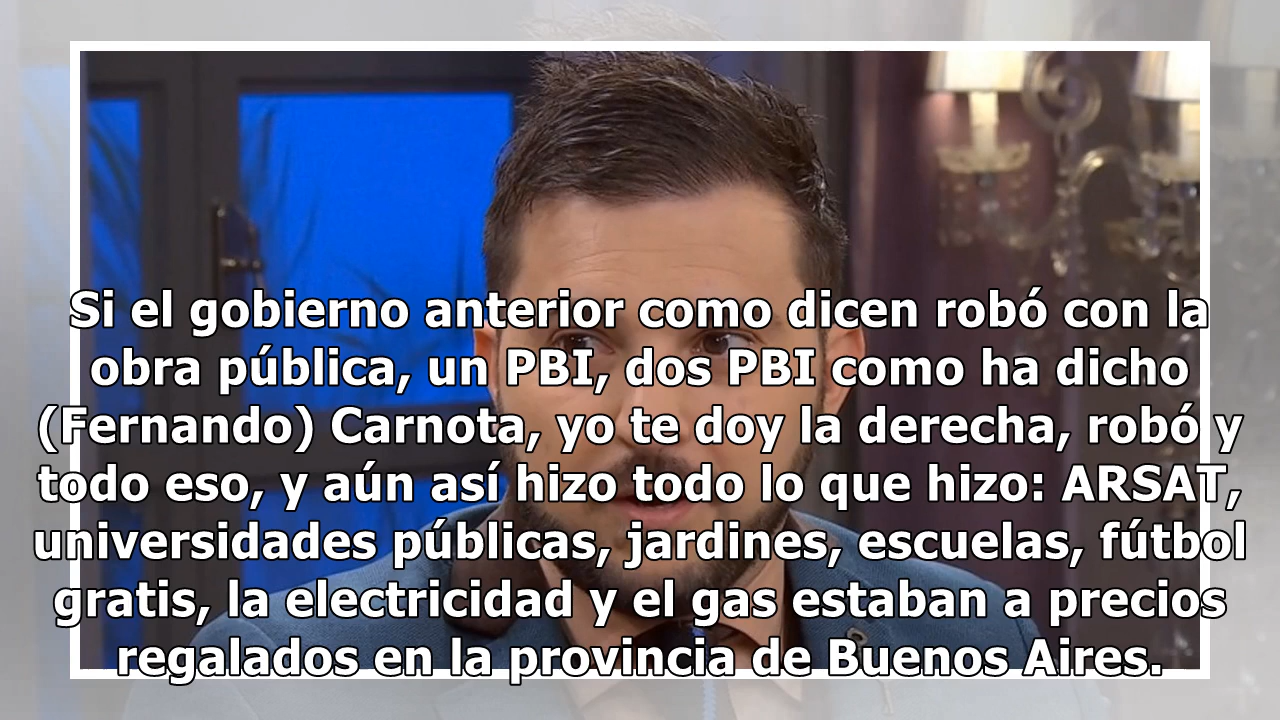 Si el gobierno anterior como dicen robó con la
obra pública, un PBI, dos PBI como ha dicho
(Fernando) Carnota, yo te doy la derecha, robó y
todo eso, y aún así hizo todo lo que hizo: ARSAT,
universidades públicas, jardines, escuelas, fútbol
gratis, la electricidad y el gas estaban a precios
regalados en la provincia de Buenos Aires.